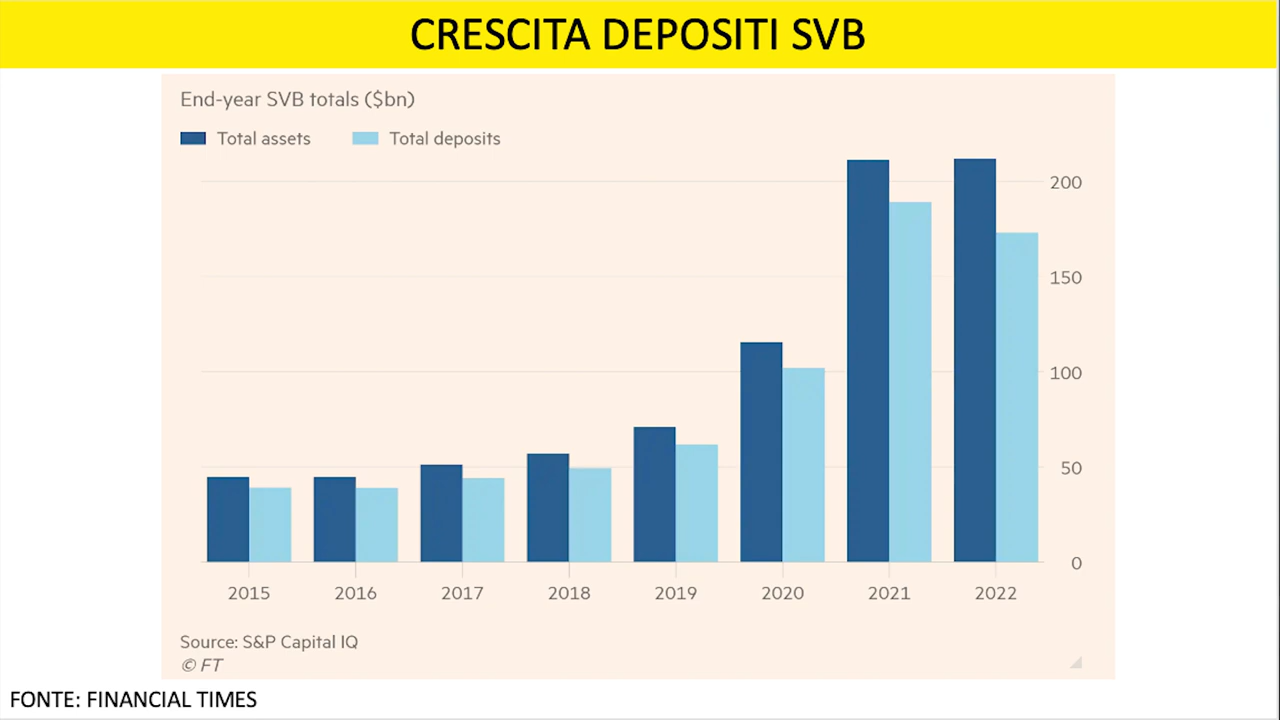 CRESCITA DEPOSITI SVB
End-year SVB totals ($bn)
Total assets Total deposits
200
150
100
50
0
2015 2016 2017 2018 2019 2020 2021 2022
Source: S&P Capital IQ
© FT
FONTE: FINANCIAL TIMES